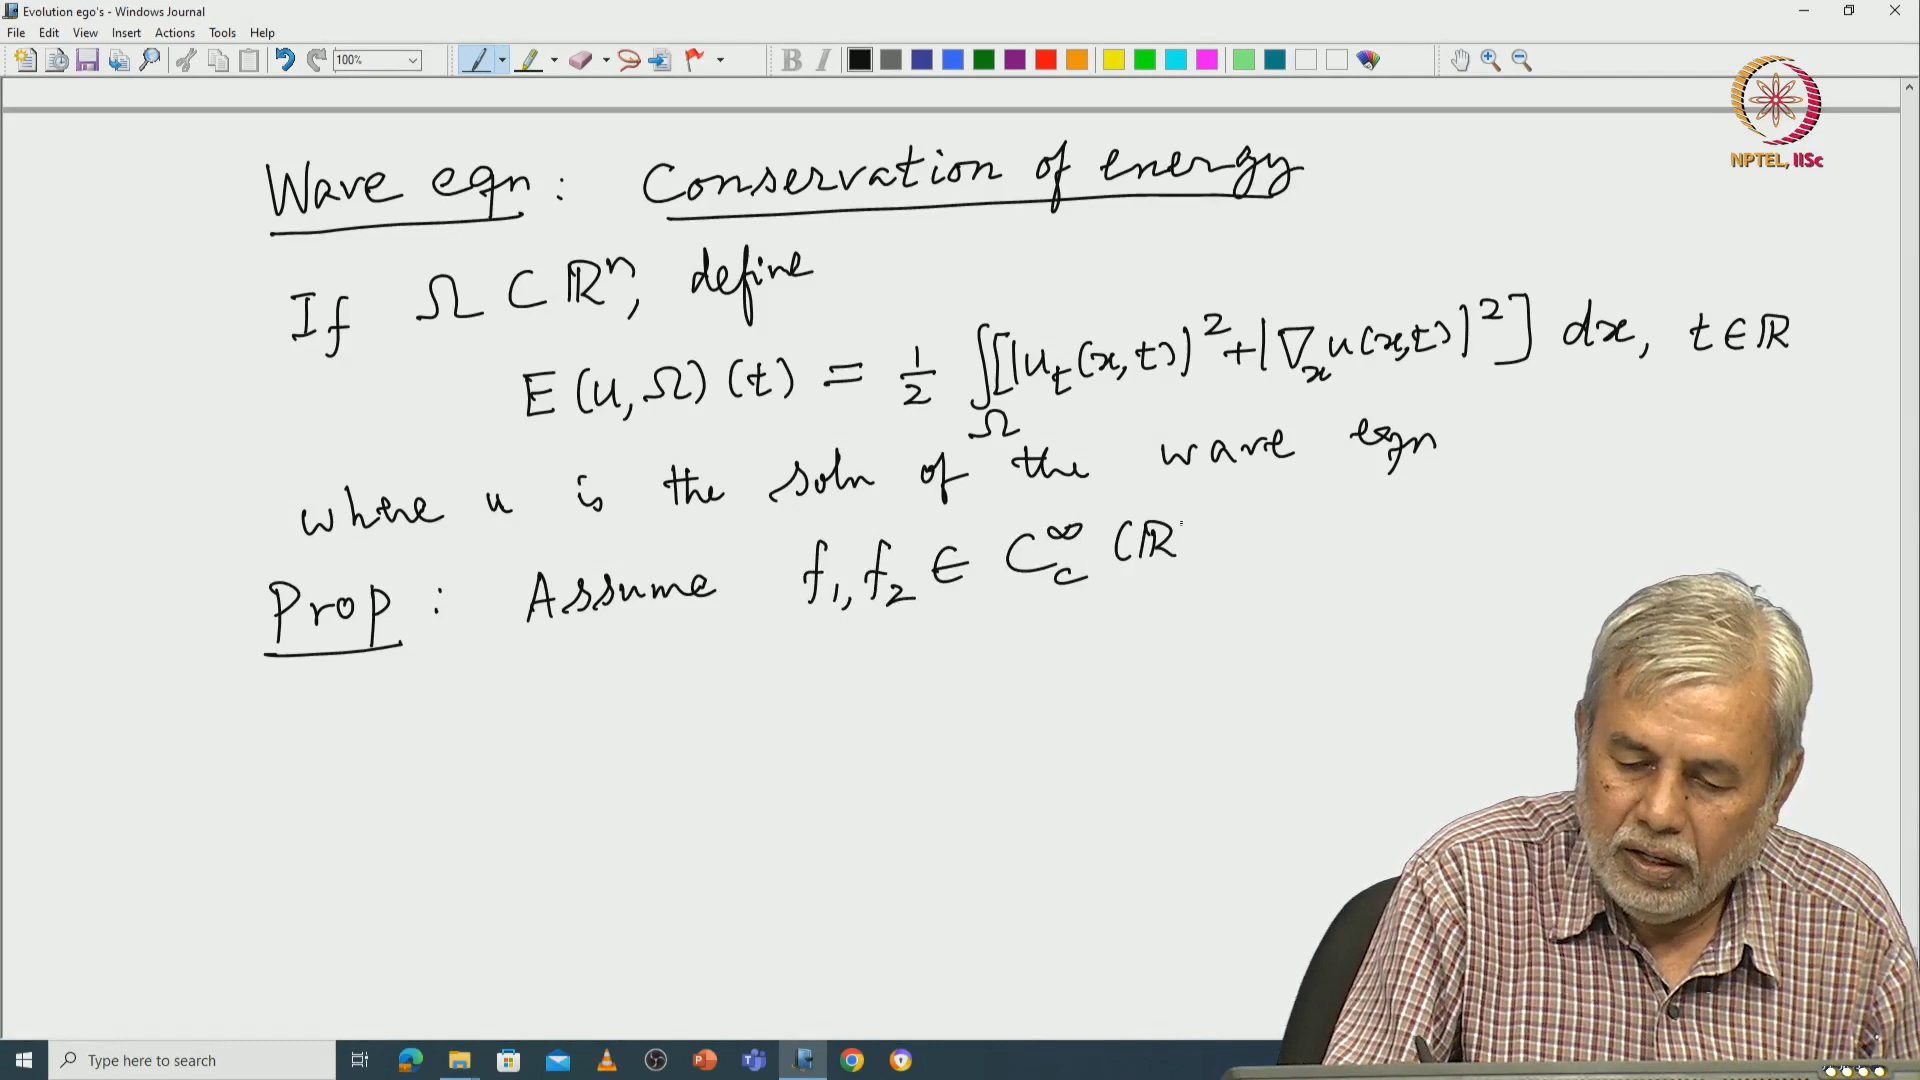 Evolution eqo's - Windows Journal
File Edit View Insert Actions Tools Help
100%
B I
NPTEL, IISc
Wave eqn : Conservation of energy
If Ω ⊂ ℝⁿ, define
E(u, Ω)(t) = 1/2 ∫_Ω [|u_t(x,t)|² + |∇_x u(x,t)|²] dx, t ∈ ℝ
where u is the soln of the wave eqn
Prop : Assume f₁, f₂ ∈ C_c^∞ (ℝ
Type here to search